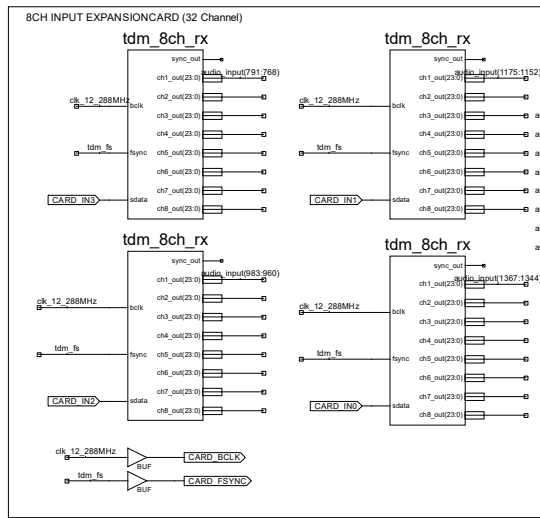 8CH INPUT EXPANSIONCARD (32 Channel)
tdm_8ch_rx
sync_out
ch1_out(23:0)
audio_input(791:768)
clk_12_288MHz
bclk
ch2_out(23:0)
ch3_out(23:0)
ch4_out(23:0)
tdm_fs
fsync
ch5_out(23:0)
ch6_out(23:0)
ch7_out(23:0)
CARD_IN3
sdata
ch8_out(23:0)
tdm_8ch_rx
sync_out
ch1_out(23:0)
audio_input(1175:1152)
clk_12_288MHz
bclk
ch2_out(23:0)
ch3_out(23:0)
ch4_out(23:0)
tdm_fs
fsync
ch5_out(23:0)
ch6_out(23:0)
ch7_out(23:0)
CARD_IN1
sdata
ch8_out(23:0)
a
a
a
a
a
a
a
a
tdm_8ch_rx
sync_out
ch1_out(23:0)
audio_input(983:960)
clk_12_288MHz
bclk
ch2_out(23:0)
ch3_out(23:0)
ch4_out(23:0)
tdm_fs
fsync
ch5_out(23:0)
ch6_out(23:0)
ch7_out(23:0)
CARD_IN2
sdata
ch8_out(23:0)
tdm_8ch_rx
sync_out
ch1_out(23:0)
audio_input(1367:1344)
clk_12_288MHz
bclk
ch2_out(23:0)
ch3_out(23:0)
ch4_out(23:0)
tdm_fs
fsync
ch5_out(23:0)
ch6_out(23:0)
ch7_out(23:0)
CARD_IN0
sdata
ch8_out(23:0)
clk_12_288MHz
BUF
CARD_BCLK
tdm_fs
BUF
CARD_FSYNC